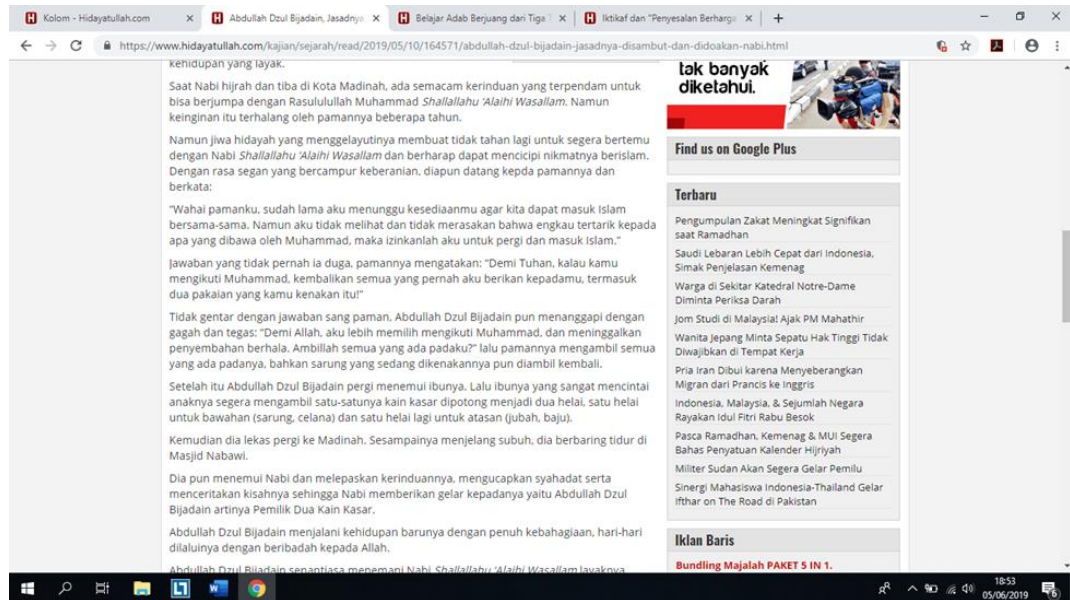 Kolom - Hidayatullah.com
Abdullah Dzul Bijadain, Jasadnya
Belajar Adab Berjuang dari Tiga T
Iktikaf dan "Penyesalan Berharga
https://www.hidayatullah.com/kajian/sejarah/read/2019/05/10/164571/abdullah-dzul-bijadain-jasadnya-disambut-dan-didoakan-nabi.html
kehidupan yang layak.
Saat Nabi hijrah dan tiba di Kota Madinah, ada semacam kerinduan yang terpendam untuk
bisa berjumpa dengan Rasulullullah Muhammad Shallallahu 'Alaihi Wasallam. Namun
keinginan itu terhalang oleh pamannya beberapa tahun.
Namun jiwa hidayah yang menggelayutinya membuat tidak tahan lagi untuk segera bertemu
dengan Nabi Shallallahu 'Alaihi Wasallam dan berharap dapat mencicipi nikmatnya berislam.
Dengan rasa segan yang bercampur keberanian, diapun datang kepda pamannya dan
berkata:
"Wahai pamanku, sudah lama aku menunggu kesediaanmu agar kita dapat masuk Islam
bersama-sama. Namun aku tidak melihat dan tidak merasakan bahwa engkau tertarik kepada
apa yang dibawa oleh Muhammad, maka izinkanlah aku untuk pergi dan masuk Islam."
Jawaban yang tidak pernah ia duga, pamannya mengatakan: "Demi Tuhan, kalau kamu
mengikuti Muhammad, kembalikan semua yang pernah aku berikan kepadamu, termasuk
dua pakaian yang kamu kenakan itu!"
Tidak gentar dengan jawaban sang paman, Abdullah Dzul Bijadain pun menanggapi dengan
gagah dan tegas: "Demi Allah, aku lebih memilih mengikuti Muhammad, dan meninggalkan
penyembahan berhala. Ambillah semua yang ada padaku?" lalu pamannya mengambil semua
yang ada padanya, bahkan sarung yang sedang dikenakannya pun diambil kembali.
Setelah itu Abdullah Dzul Bijadain pergi menemui ibunya. Lalu ibunya yang sangat mencintai
anaknya segera mengambil satu-satunya kain kasar dipotong menjadi dua helai, satu helai
untuk bawahan (sarung, celana) dan satu helai lagi untuk atasan (jubah, baju).
Kemudian dia lekas pergi ke Madinah. Sesampainya menjelang subuh, dia berbaring tidur di
Masjid Nabawi.
Dia pun menemui Nabi dan melepaskan kerinduannya, mengucapkan syahadat serta
menceritakan kisahnya sehingga Nabi memberikan gelar kepadanya yaitu Abdullah Dzul
Bijadain artinya Pemilik Dua Kain Kasar.
Abdullah Dzul Bijadain menjalani kehidupan barunya dengan penuh kebahagiaan, hari-hari
dilaluinya dengan beribadah kepada Allah.
Abdullah Dzul Bijadain senantiasa menemani Nabi Shallallahu 'Alaihi Wasallam layaknya
tak banyak
diketahui.
Find us on Google Plus
Terbaru
Pengumpulan Zakat Meningkat Signifikan
saat Ramadhan
Saudi Lebaran Lebih Cepat dari Indonesia,
Simak Penjelasan Kemenag
Warga di Sekitar Katedral Notre-Dame
Diminta Periksa Darah
Jom Studi di Malaysia! Ajak PM Mahathir
Wanita Jepang Minta Sepatu Hak Tinggi Tidak
Diwajibkan di Tempat Kerja
Pria Iran Dibui karena Menyeberangkan
Migran dari Prancis ke Inggris
Indonesia, Malaysia, & Sejumlah Negara
Rayakan Idul Fitri Rabu Besok
Pasca Ramadhan, Kemenag & MUI Segera
Bahas Penyatuan Kalender Hijriyah
Militer Sudan Akan Segera Gelar Pemilu
Sinergi Mahasiswa Indonesia-Thailand Gelar
Ifthar on The Road di Pakistan
Iklan Baris
Bundling Majalah PAKET 5 IN 1.
18:53
05/06/2019